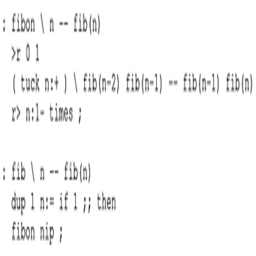 : fibon \ n -- fib(n)
>r 0 1
( tuck n:+ ) \ fib(n-2) fib(n-1) -- fib(n-1) fib(n)
r> n:1- times ;
: fib \ n -- fib(n)
dup 1 n:= if 1 ;; then
fibon nip ;